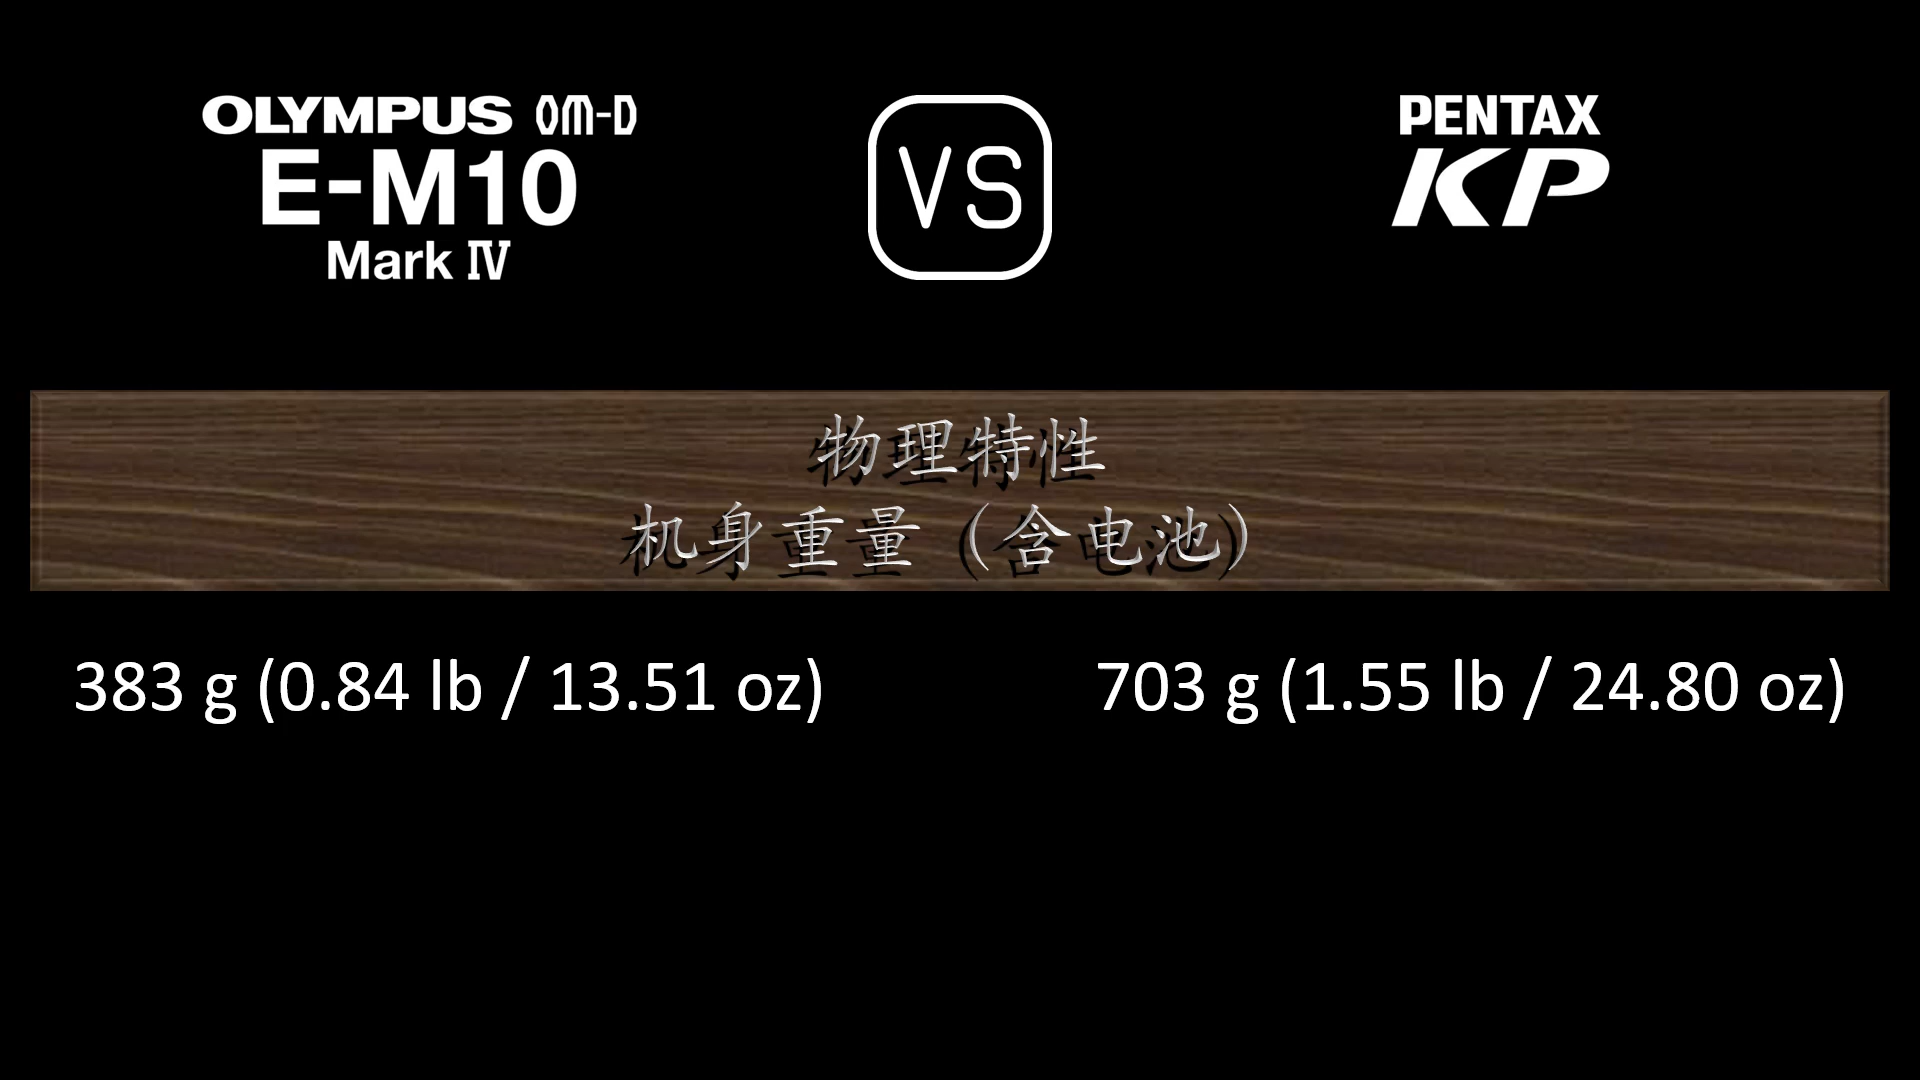 OLYMPUS OM-D
E-M10
Mark IV
VS
PENTAX
KP
物理特性
机身重量（含电池）
383 g (0.84 lb / 13.51 oz)
703 g (1.55 lb / 24.80 oz)